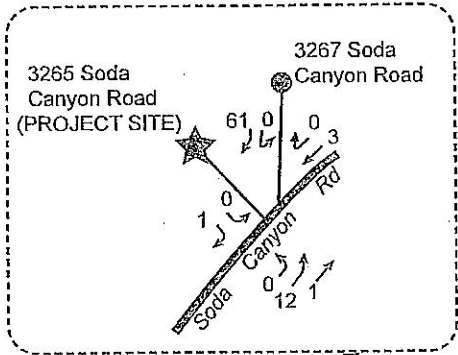 3265 Soda
Canyon Road
(PROJECT SITE)
3267 Soda
Canyon Road
61 0 0
3
0
1
0
12 1
Soda Canyon Rd